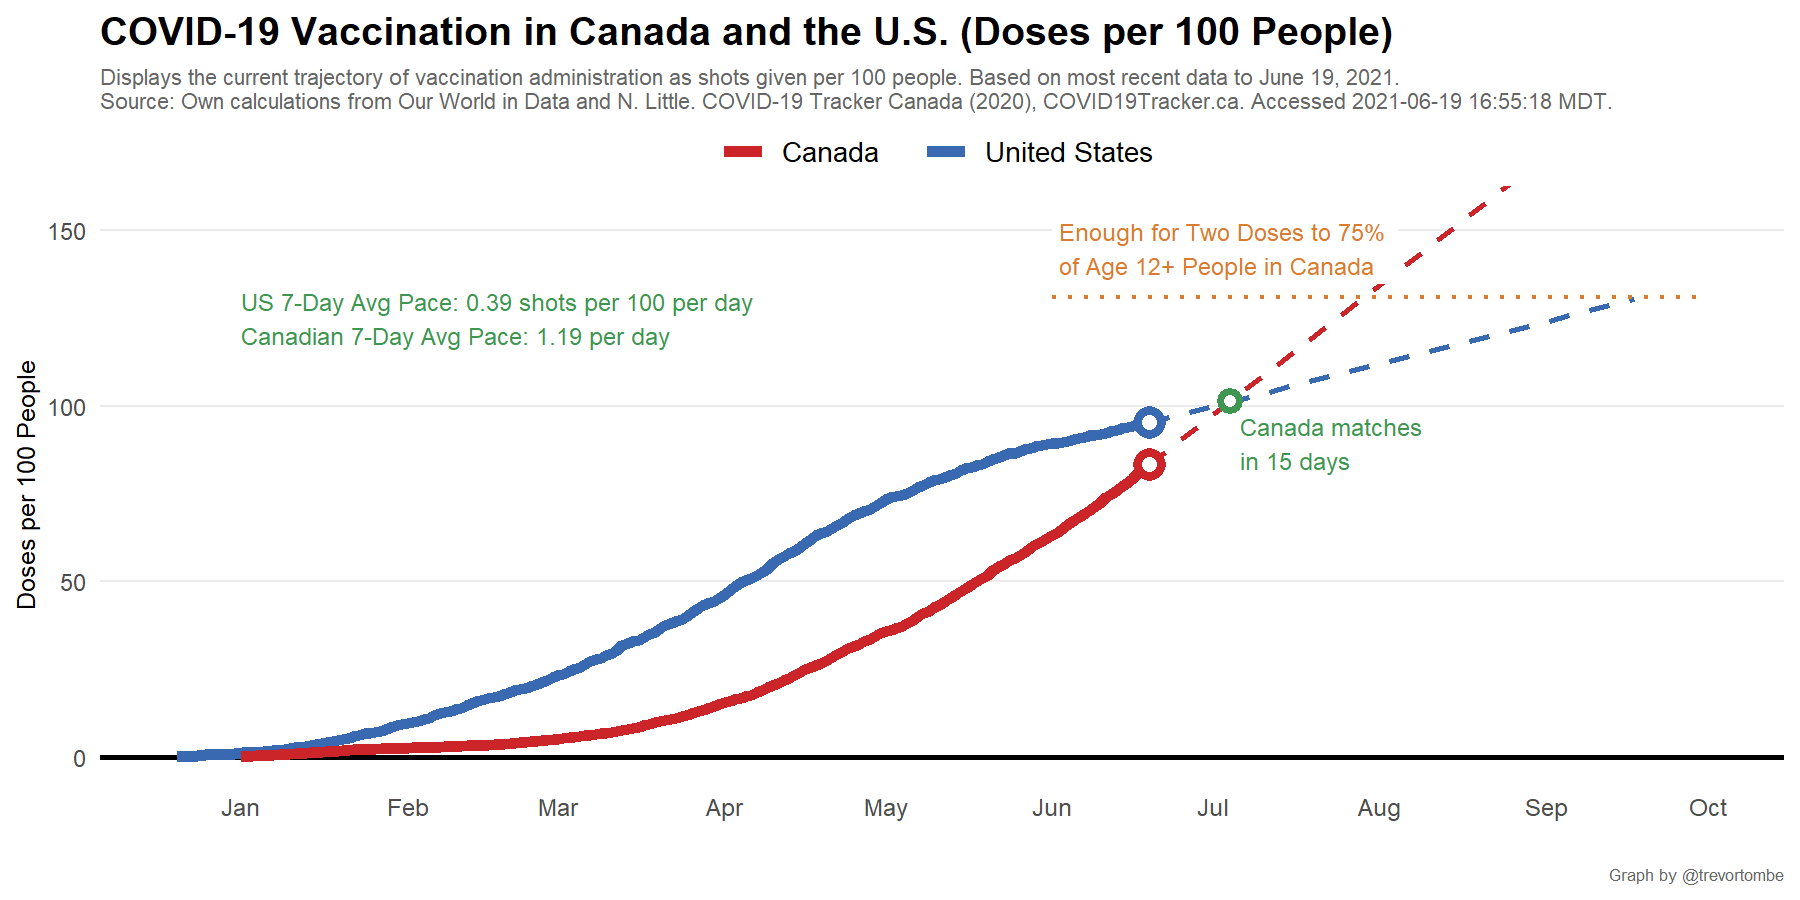 COVID-19 Vaccination in Canada and the U.S. (Doses per 100 People)
Displays the current trajectory of vaccination administration as shots given per 100 people. Based on most recent data to June 19, 2021.
Source: Own calculations from Our World in Data and N. Little. COVID-19 Tracker Canada (2020), COVID19Tracker.ca. Accessed 2021-06-19 16:55:18 MDT.
Canada United States
Doses per 100 People
150
100
50
0
Enough for Two Doses to 75%
of Age 12+ People in Canada
US 7-Day Avg Pace: 0.39 shots per 100 per day
Canadian 7-Day Avg Pace: 1.19 per day
Canada matches
in 15 days
Jan Feb Mar Apr May Jun Jul Aug Sep Oct
Graph by @trevortombe